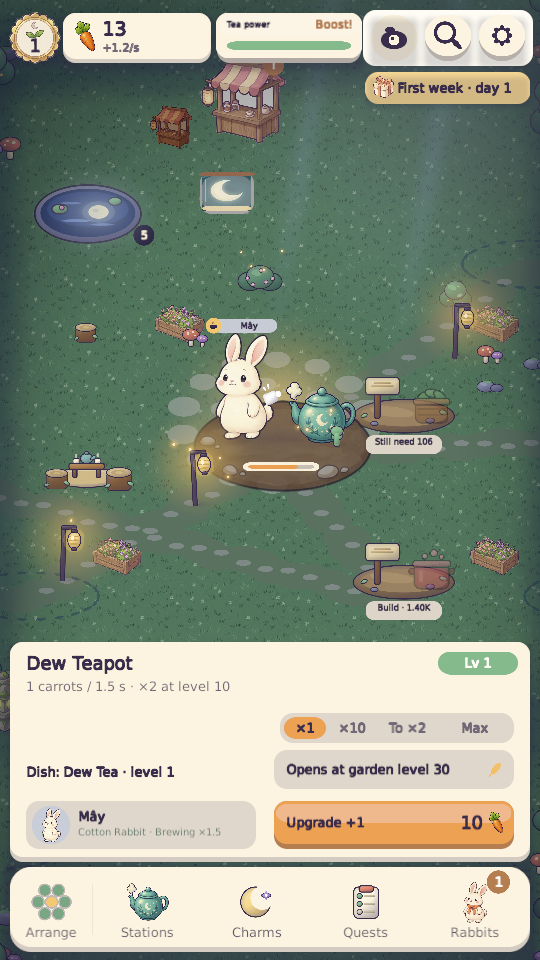 1
13
+1.2/s
Tea power
Boost!
First week · day 1
5
Mây
Still need 106
Build · 1.40K
Dew Teapot
Lv 1
1 carrots / 1.5 s · ×2 at level 10
×1
×10
To ×2
Max
Dish: Dew Tea · level 1
Opens at garden level 30
Mây
Cotton Rabbit · Brewing ×1.5
Upgrade +1
10
1
Arrange
Stations
Charms
Quests
Rabbits